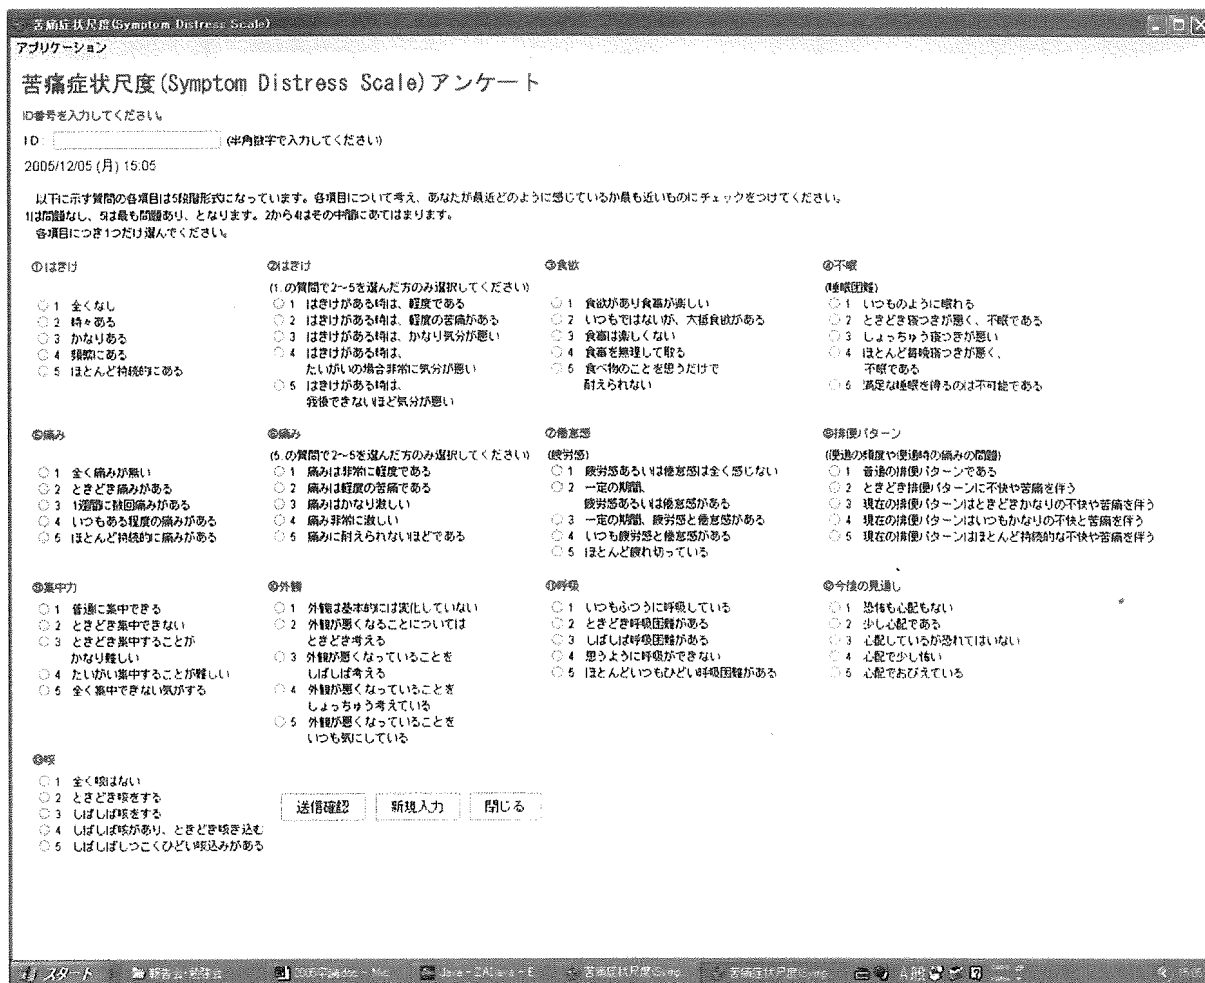 苦痛症状尺度(Symptom Distress Scale)
アプリケーション
苦痛症状尺度(Symptom Distress Scale)アンケート
ID番号を入力してください。
ID: (半角数字で入力してください)
2005/12/05 (月) 15:05
以下に示す質問の各項目は5段階形式になっています。各項目について考え、あなたが最近どのように感じているか最も近いものにチェックをつけてください。
1は問題なし、5は最も問題あり、となります。2から4はその中間にあてはまります。
各項目につき1つだけ選んでください。
①はきけ
1 全くなし
2 時々ある
3 かなりある
4 頻繁にある
5 ほとんど持続的にある
②はきけ
(1.の質問で2~5を選んだ方のみ選択してください)
1 はきけがある時は、軽度である
2 はきけがある時は、軽度の苦痛がある
3 はきけがある時は、かなり気分が悪い
4 はきけがある時は、
たいがいの場合非常に気分が悪い
5 はきけがある時は、
我慢できないほど気分が悪い
③食欲
1 食欲があり食事が楽しい
2 いつもではないが、大抵食欲がある
3 食事は楽しくない
4 食事を無理して取る
5 食べ物のことを思うだけで
耐えられない
④不眠
(睡眠困難)
1 いつものように眠れる
2 ときどき寝つきが悪く、不眠である
3 しょっちゅう寝つきが悪い
4 ほとんど毎晩寝つきが悪く、
不眠である
5 満足な睡眠を得るのは不可能である
⑤痛み
1 全く痛みが無い
2 ときどき痛みがある
3 1週間に数回痛みがある
4 いつもある程度の痛みがある
5 ほとんど持続的に痛みがある
⑥痛み
(5.の質問で2~5を選んだ方のみ選択してください)
1 痛みは非常に軽度である
2 痛みは軽度の苦痛である
3 痛みはかなり激しい
4 痛み非常に激しい
5 痛みに耐えられないほどである
⑦倦怠感
(疲労感)
1 疲労感あるいは倦怠感は全く感じない
2 一定の期間、
疲労感あるいは倦怠感がある
3 一定の期間、疲労感と倦怠感がある
4 いつも疲労感と倦怠感がある
5 ほとんど疲れ切っている
⑧排便パターン
(便通の頻度や便通時の痛みの問題)
1 普通の排便パターンである
2 ときどき排便パターンに不快や苦痛を伴う
3 現在の排便パターンはときどきかなりの不快や苦痛を伴う
4 現在の排便パターンはいつもかなりの不快と苦痛を伴う
5 現在の排便パターンはほとんど持続的な不快や苦痛を伴う
⑨集中力
1 普通に集中できる
2 ときどき集中できない
3 ときどき集中することが
かなり難しい
4 たいがい集中することが難しい
5 全く集中できない気がする
⑩外観
1 外観は基本的には変化していない
2 外観が悪くなることについては
ときどき考える
3 外観が悪くなっていることを
しばしば考える
4 外観が悪くなっていることを
しょっちゅう考えている
5 外観が悪くなっていることを
いつも気にしている
⑪呼吸
1 いつもふつうに呼吸している
2 ときどき呼吸困難がある
3 しばしば呼吸困難がある
4 思うように呼吸ができない
5 ほとんどいつもひどい呼吸困難がある
⑫今後の見通し
1 恐怖も心配もない
2 少し心配である
3 心配しているが恐れてはいない
4 心配で少し怖い
5 心配でおびえている
⑬咳
1 全く咳はない
2 ときどき咳をする
3 しばしば咳をする
4 しばしば咳があり、ときどき咳き込む
5 しばしばしつこくひどい咳込みがある
送信確認 新規入力 閉じる
スタート 報告会・勉強会 苦痛症状尺度(Symp 苦痛症状尺度(Symp A般 15:05